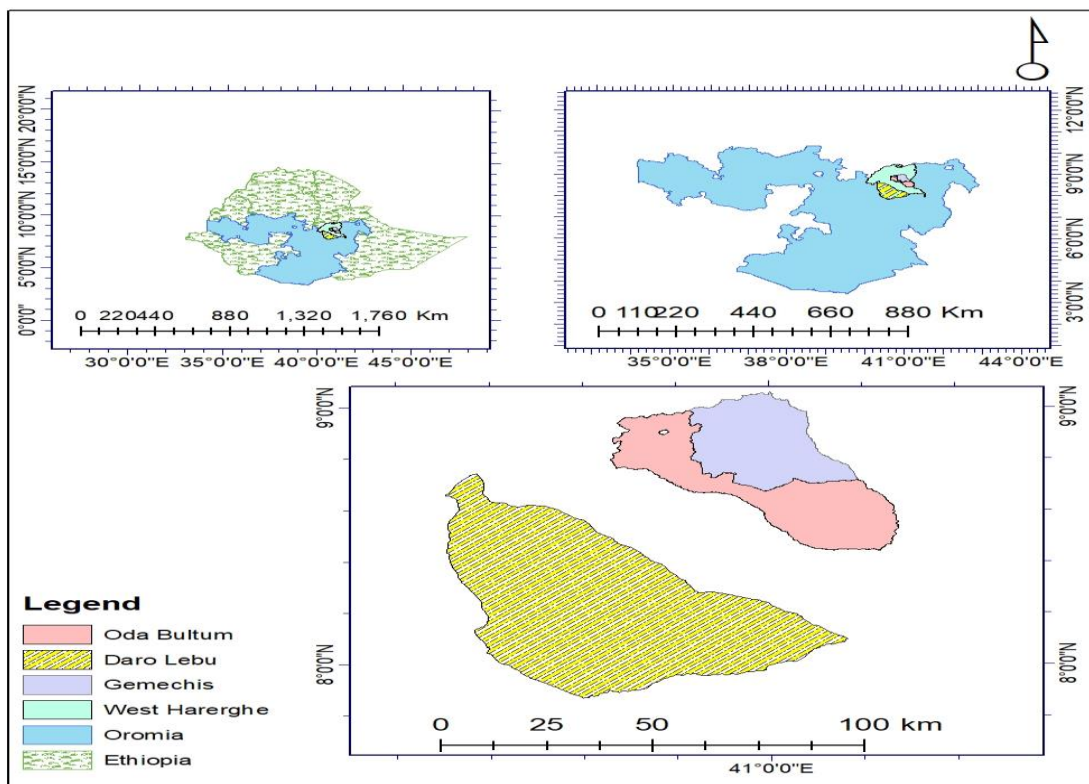 20°0'0"N
15°0'0"N
10°0'0"N
5°0'0"N
0°0'0"
0 220440 880 1,320 1,760 Km
30°0'0"E 35°0'0"E 40°0'0"E 45°0'0"E
12°0'0"N
9°0'0"N
6°0'0"N
3°0'0"N
0 110220 440 660 880 Km
35°0'0"E 38°0'0"E 41°0'0"E 44°0'0"E
9°0'0"N
9°0'0"N
8°0'0"N
8°0'0"N
0 25 50 100 km
41°0'0"E
Legend
Oda Bultum
Daro Lebu
Gemechis
West Harerghe
Oromia
Ethiopia